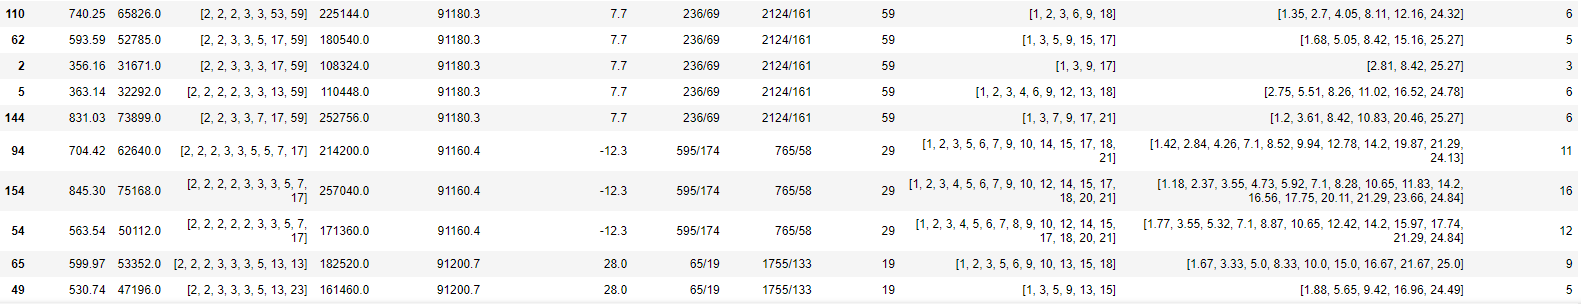 110 740.25 65826.0 [2, 2, 2, 3, 3, 53, 59] 225144.0 91180.3 7.7 236/69 2124/161 59 [1, 2, 3, 6, 9, 18] [1.35, 2.7, 4.05, 8.11, 12.16, 24.32] 6
62 593.59 52785.0 [2, 2, 3, 3, 5, 17, 59] 180540.0 91180.3 7.7 236/69 2124/161 59 [1, 3, 5, 9, 15, 17] [1.68, 5.05, 8.42, 15.16, 25.27] 5
2 356.16 31671.0 [2, 2, 3, 3, 3, 17, 59] 108324.0 91180.3 7.7 236/69 2124/161 59 [1, 3, 9, 17] [2.81, 8.42, 25.27] 3
5 363.14 32292.0 [2, 2, 2, 2, 3, 3, 13, 59] 110448.0 91180.3 7.7 236/69 2124/161 59 [1, 2, 3, 4, 6, 9, 12, 13, 18] [2.75, 5.51, 8.26, 11.02, 16.52, 24.78] 6
144 831.03 73899.0 [2, 2, 3, 3, 7, 17, 59] 252756.0 91180.3 7.7 236/69 2124/161 59 [1, 3, 7, 9, 17, 21] [1.2, 3.61, 8.42, 10.83, 20.46, 25.27] 6
94 704.42 62640.0 [2, 2, 2, 3, 3, 5, 5, 7, 17] 214200.0 91160.4 -12.3 595/174 765/58 29 [1, 2, 3, 5, 6, 7, 9, 10, 14, 15, 17, 18, [1.42, 2.84, 4.26, 7.1, 8.52, 9.94, 12.78, 14.2, 19.87, 21.29, 11
21] 24.13]
154 845.30 75168.0 [2, 2, 2, 2, 3, 3, 3, 5, 7, 257040.0 91160.4 -12.3 595/174 765/58 29 [1, 2, 3, 4, 5, 6, 7, 9, 10, 12, 14, 15, 17, [1.18, 2.37, 3.55, 4.73, 5.92, 7.1, 8.28, 10.65, 11.83, 14.2, 16
17] 18, 20, 21] 16.56, 17.75, 20.11, 21.29, 23.66, 24.84]
54 563.54 50112.0 [2, 2, 2, 2, 2, 3, 3, 5, 7, 171360.0 91160.4 -12.3 595/174 765/58 29 [1, 2, 3, 4, 5, 6, 7, 8, 9, 10, 12, 14, 15, [1.77, 3.55, 5.32, 7.1, 8.87, 10.65, 12.42, 14.2, 15.97, 17.74, 12
17] 17, 18, 20, 21] 21.29, 24.84]
65 599.97 53352.0 [2, 2, 2, 3, 3, 3, 5, 13, 13] 182520.0 91200.7 28.0 65/19 1755/133 19 [1, 2, 3, 5, 6, 9, 10, 13, 15, 18] [1.67, 3.33, 5.0, 8.33, 10.0, 15.0, 16.67, 21.67, 25.0] 9
49 530.74 47196.0 [2, 2, 3, 3, 3, 5, 13, 23] 161460.0 91200.7 28.0 65/19 1755/133 19 [1, 3, 5, 9, 13, 15] [1.88, 5.65, 9.42, 16.96, 24.49] 5